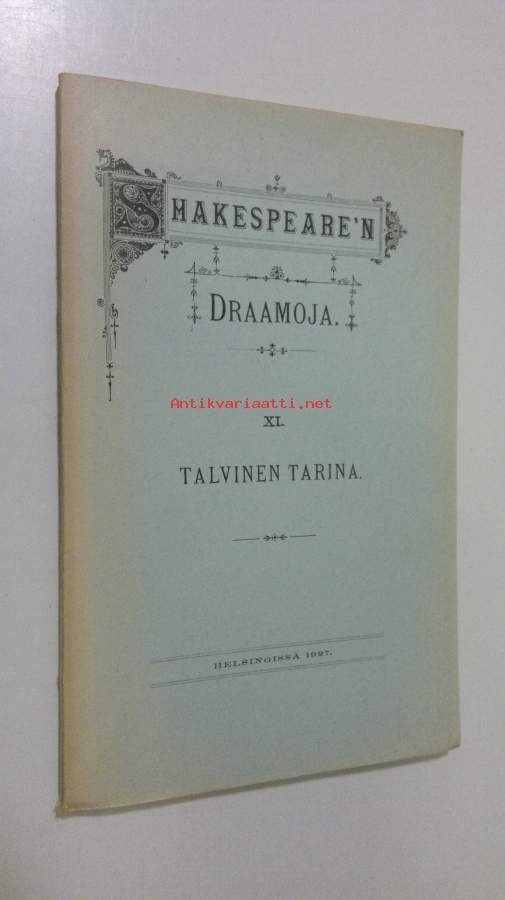 SHAKESPEARE'N
DRAAMOJA.
Antikvariaatti.net
XI.
TALVINEN TARINA.
HELSINGISSÄ 1927.